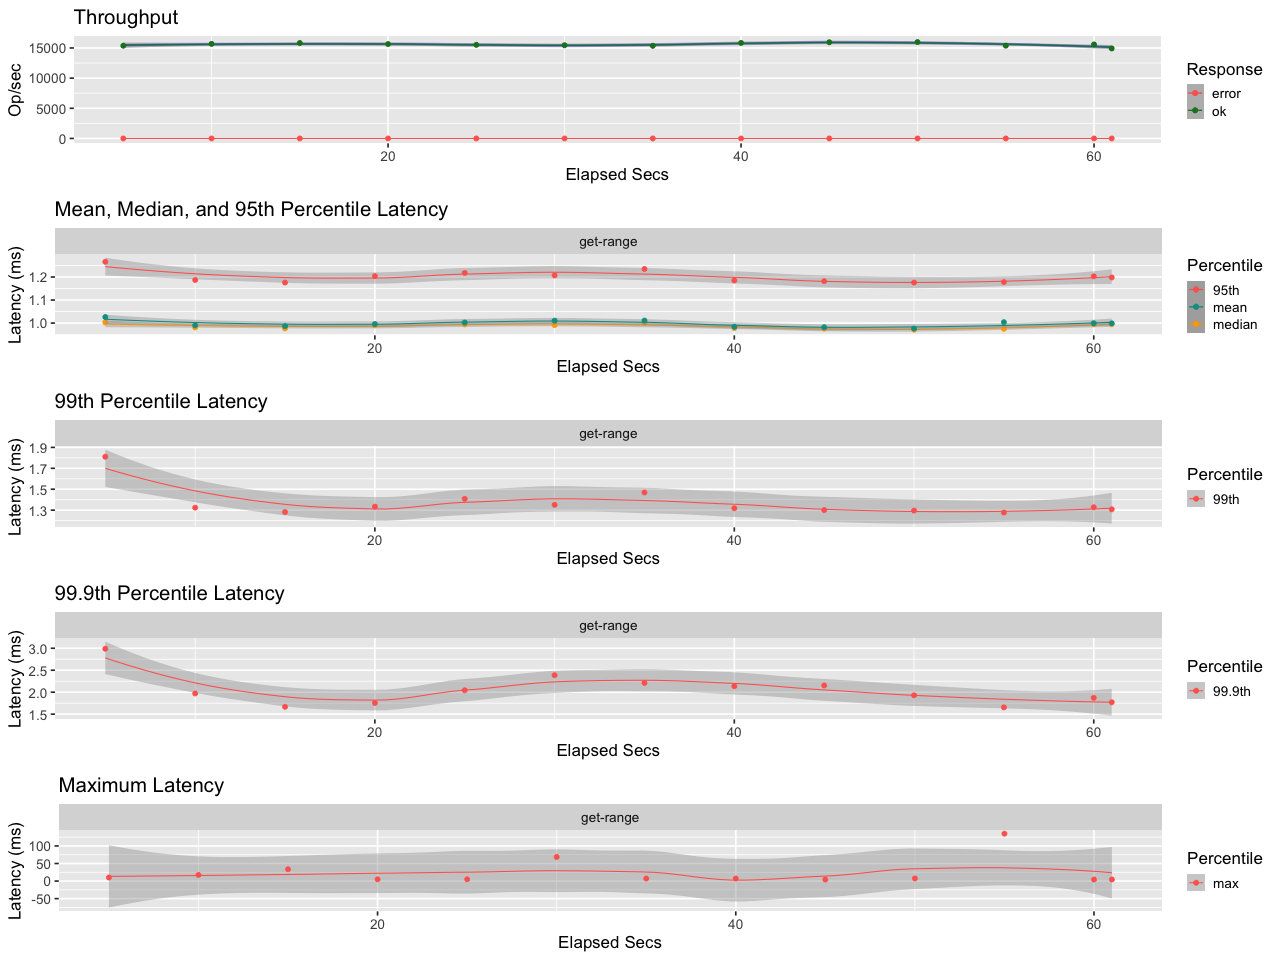 Throughput
Op/sec
15000
10000
5000
0
20
40
60
Elapsed Secs
Response
error
ok
Mean, Median, and 95th Percentile Latency
get-range
Latency (ms)
1.2
1.1
1.0
20
40
60
Elapsed Secs
Percentile
95th
mean
median
99th Percentile Latency
get-range
Latency (ms)
1.9
1.7
1.5
1.3
20
40
60
Elapsed Secs
Percentile
99th
99.9th Percentile Latency
get-range
Latency (ms)
3.0
2.5
2.0
1.5
20
40
60
Elapsed Secs
Percentile
99.9th
Maximum Latency
get-range
Latency (ms)
100
50
0
-50
20
40
60
Elapsed Secs
Percentile
max